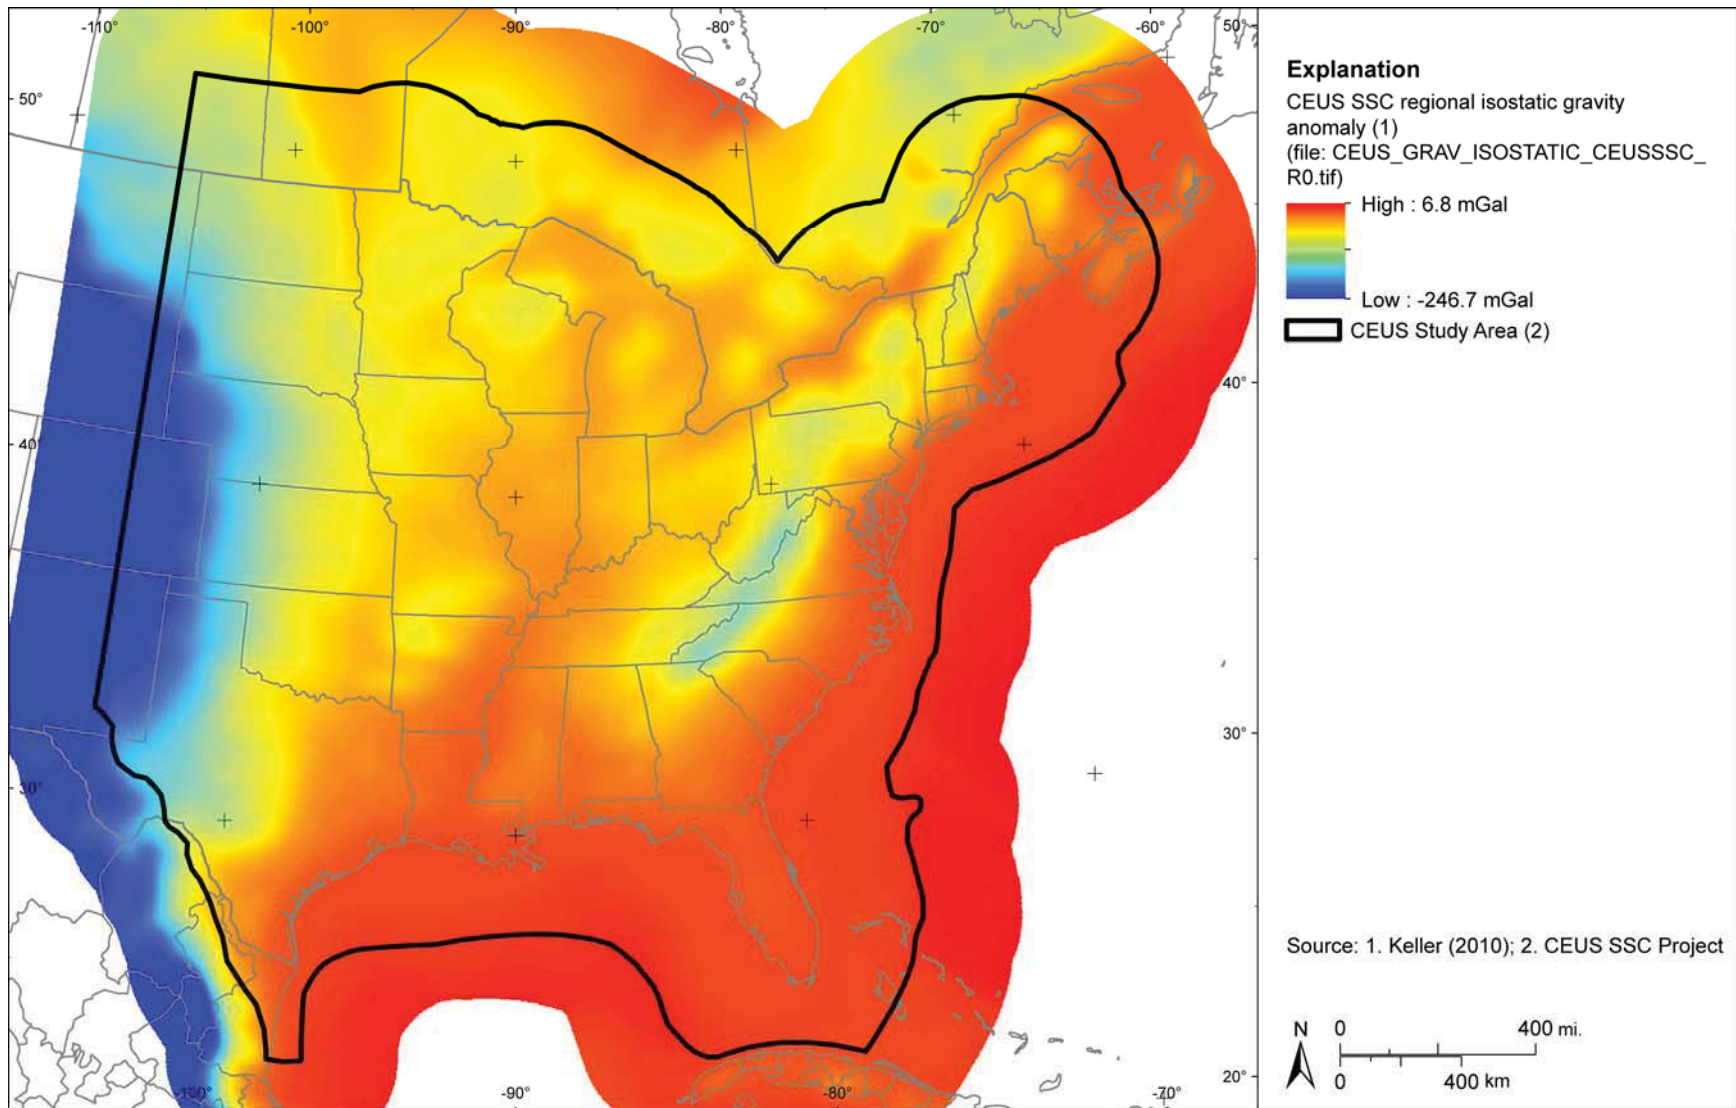 -110°
-100°
-90°
-80°
-70°
-60°
50°
50°
40°
40°
30°
30°
20°
-100°
-90°
-80°
-70°
Explanation
CEUS SSC regional isostatic gravity
anomaly (1)
(file: CEUS_GRAV_ISOSTATIC_CEUSSSC_
R0.tif)
High : 6.8 mGal
Low : -246.7 mGal
CEUS Study Area (2)
Source: 1. Keller (2010); 2. CEUS SSC Project
N
0 400 mi.
0 400 km